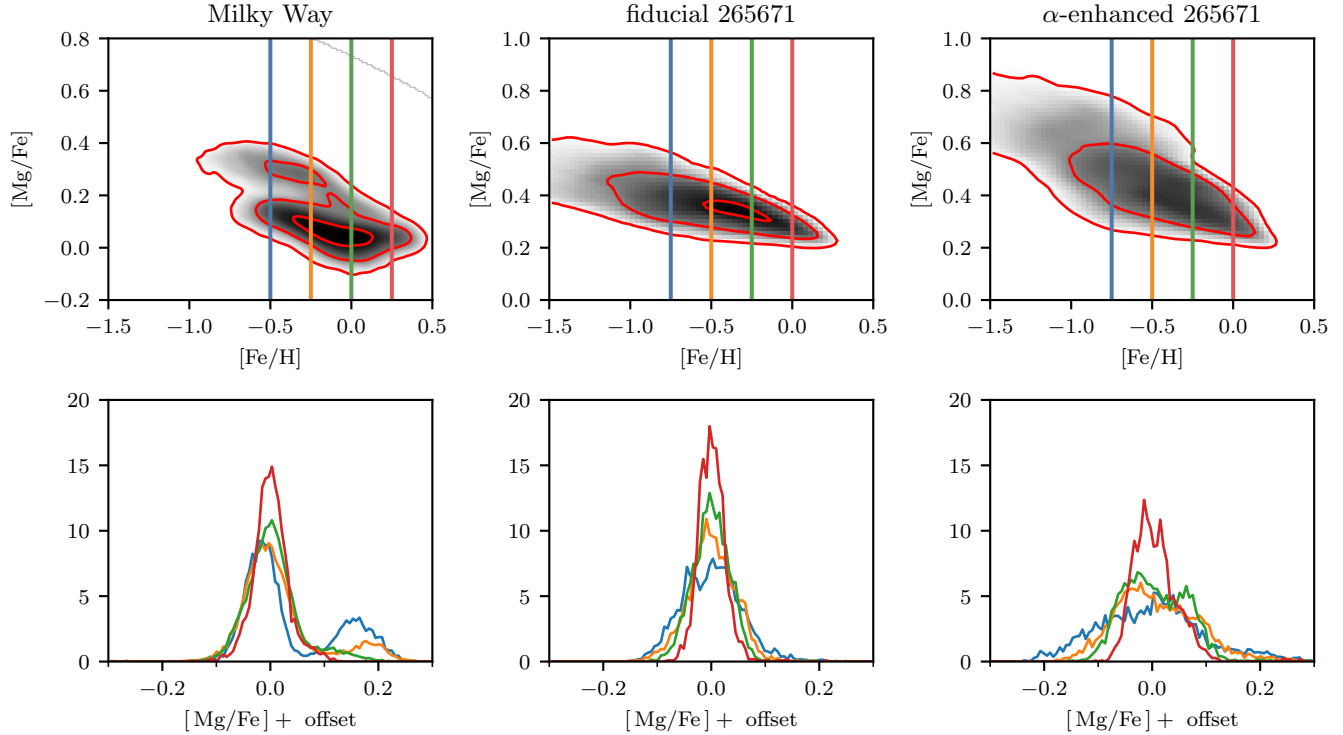 Milky Way
fiducial 265671
α-enhanced 265671
0.8
0.6
0.4
0.2
0.0
−0.2
[Mg/Fe]
−1.5 −1.0 −0.5 0.0 0.5
[Fe/H]
1.0
0.8
0.6
0.4
0.2
0.0
[Mg/Fe]
−1.5 −1.0 −0.5 0.0 0.5
[Fe/H]
1.0
0.8
0.6
0.4
0.2
0.0
[Mg/Fe]
−1.5 −1.0 −0.5 0.0 0.5
[Fe/H]
20
15
10
5
0
−0.2 0.0 0.2
[Mg/Fe] + offset
20
15
10
5
0
−0.2 0.0 0.2
[Mg/Fe] + offset
20
15
10
5
0
−0.2 0.0 0.2
[Mg/Fe] + offset